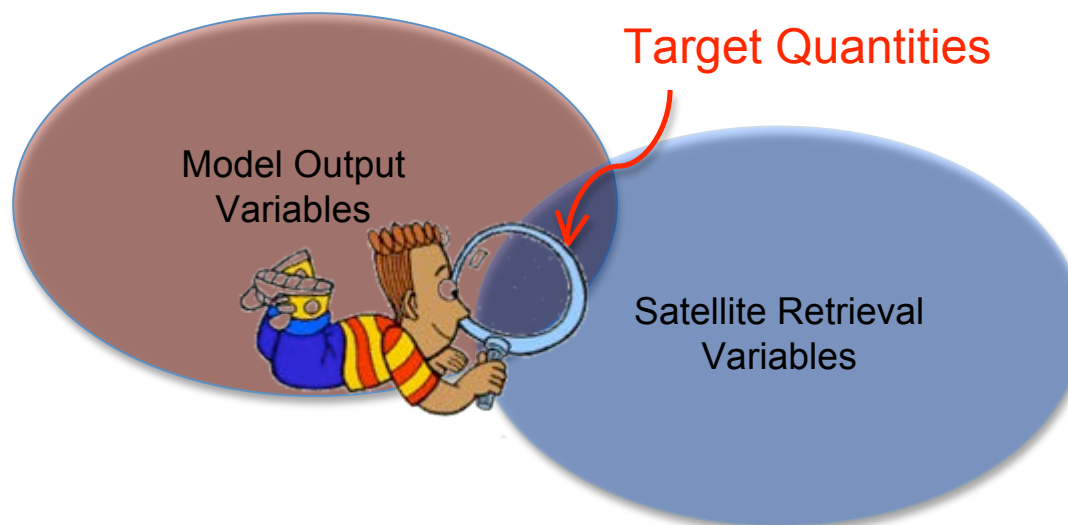 Target Quantities
Model Output
Variables
Satellite Retrieval
Variables